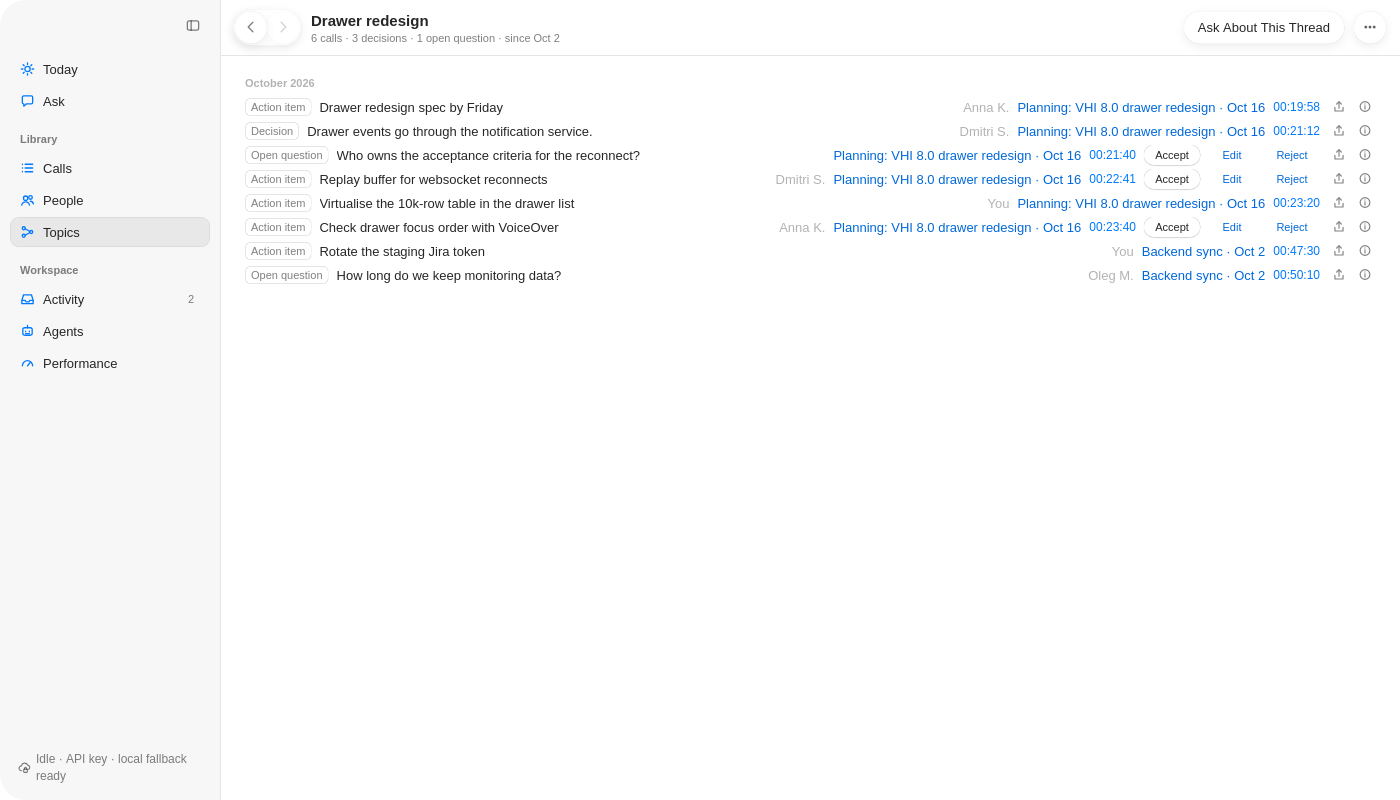 Today
Ask
Library
Calls
People
Topics
Workspace
Activity 2
Agents
Performance
Idle · API key · local fallback
ready
Drawer redesign
6 calls · 3 decisions · 1 open question · since Oct 2
Ask About This Thread
October 2026
Action item Drawer redesign spec by Friday Anna K. Planning: VHI 8.0 drawer redesign · Oct 16 00:19:58
Decision Drawer events go through the notification service. Dmitri S. Planning: VHI 8.0 drawer redesign · Oct 16 00:21:12
Open question Who owns the acceptance criteria for the reconnect? Planning: VHI 8.0 drawer redesign · Oct 16 00:21:40 Accept Edit Reject
Action item Replay buffer for websocket reconnects Dmitri S. Planning: VHI 8.0 drawer redesign · Oct 16 00:22:41 Accept Edit Reject
Action item Virtualise the 10k-row table in the drawer list You Planning: VHI 8.0 drawer redesign · Oct 16 00:23:20
Action item Check drawer focus order with VoiceOver Anna K. Planning: VHI 8.0 drawer redesign · Oct 16 00:23:40 Accept Edit Reject
Action item Rotate the staging Jira token You Backend sync · Oct 2 00:47:30
Open question How long do we keep monitoring data? Oleg M. Backend sync · Oct 2 00:50:10